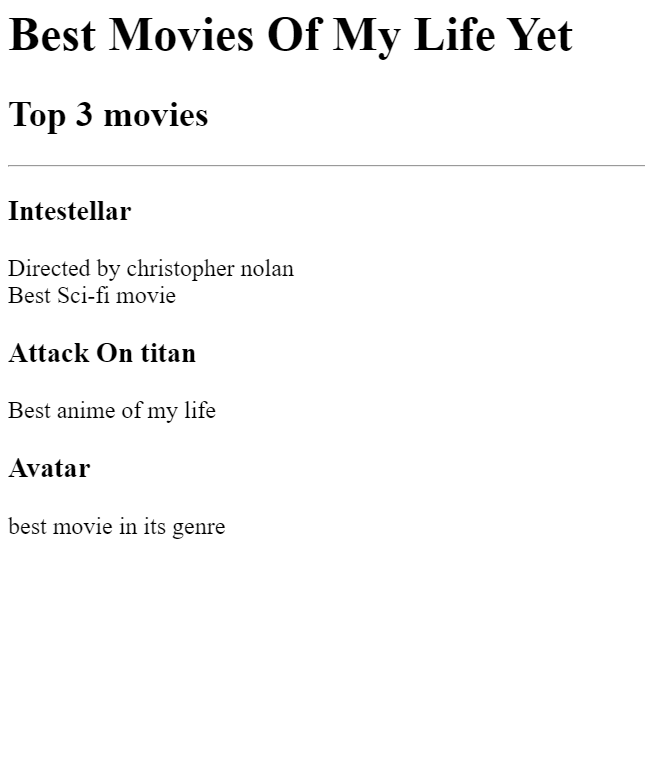 Best Movies Of My Life Yet
Top 3 movies
Intestellar
Directed by christopher nolan
Best Sci-fi movie
Attack On titan
Best anime of my life
Avatar
best movie in its genre